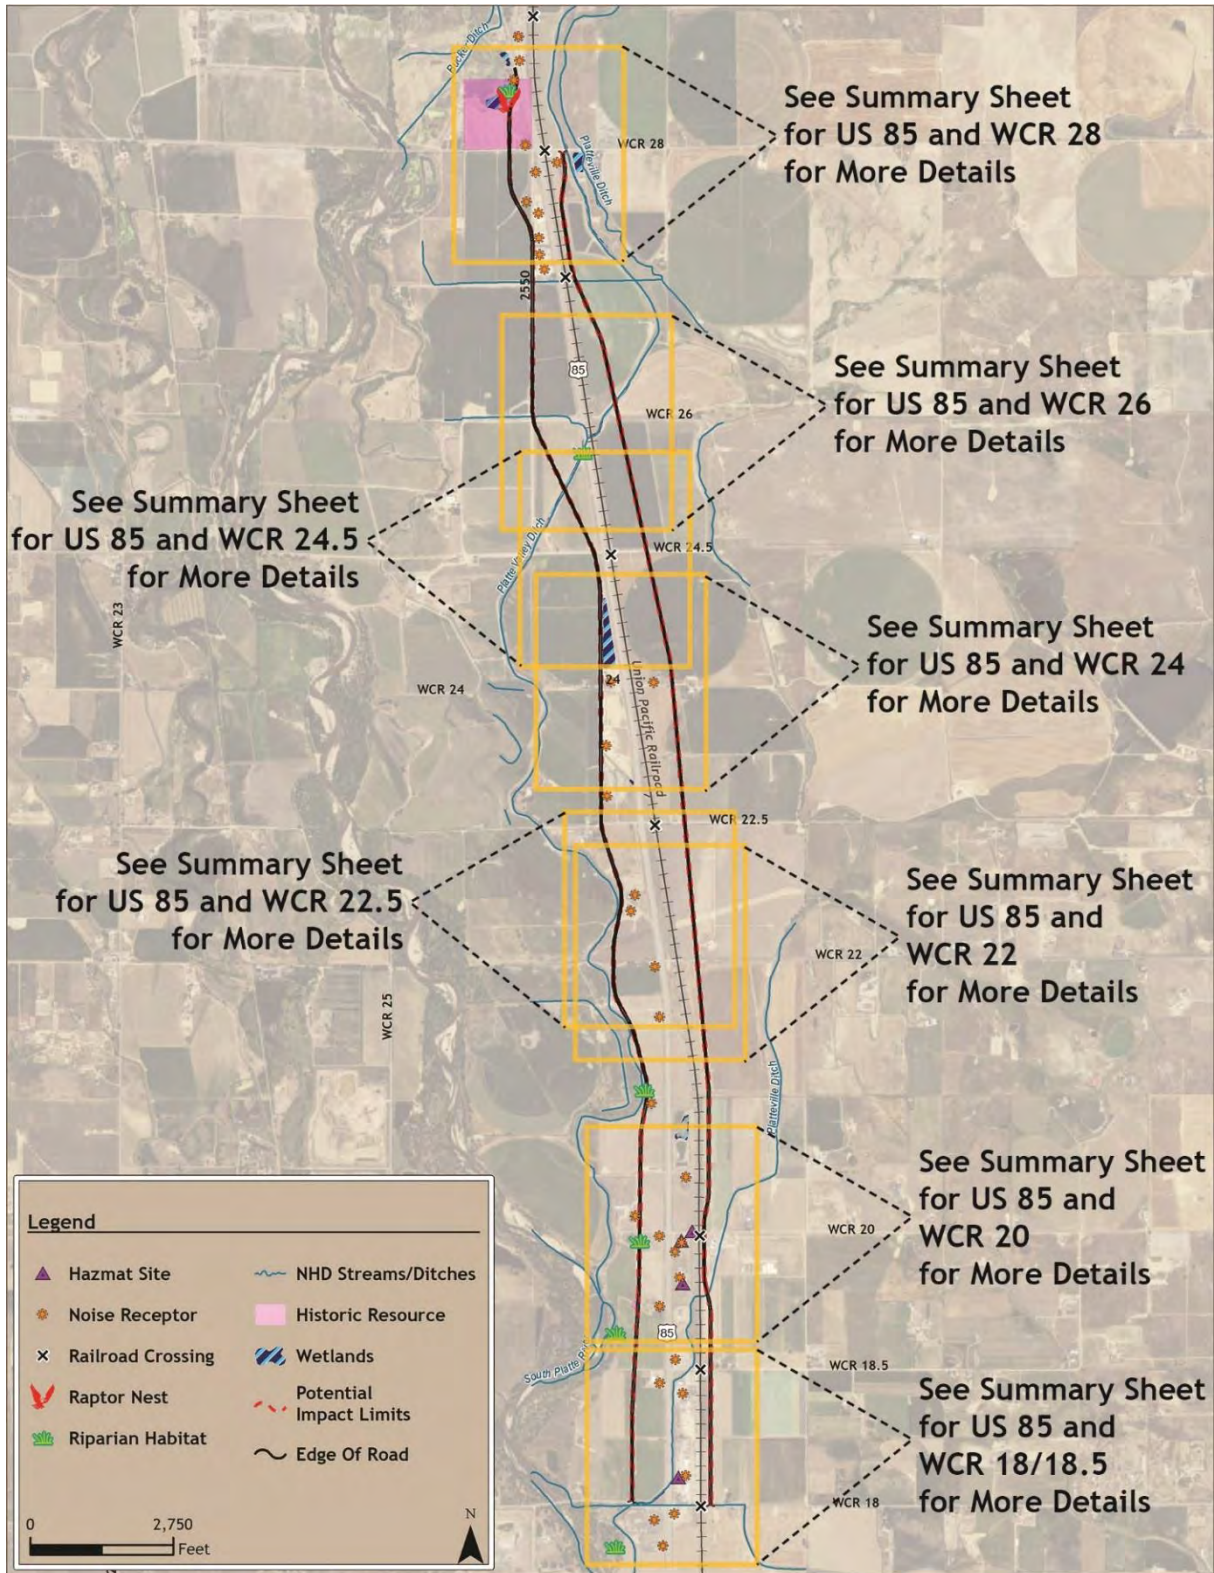 Platteville Ditch
WCR 28
See Summary Sheet
for US 85 and WCR 28
for More Details
2550
85
See Summary Sheet
for US 85 and WCR 26
for More Details
WCR 26
See Summary Sheet
for US 85 and WCR 24.5
for More Details
Platte Valley Ditch
WCR 24.5
WCR 23
See Summary Sheet
for US 85 and WCR 24
for More Details
WCR 24
24
Union Pacific Railroad
WCR 22.5
See Summary Sheet
for US 85 and WCR 22.5
for More Details
See Summary Sheet
for US 85 and
WCR 22
for More Details
WCR 22
WCR 25
Platteville Ditch
See Summary Sheet
for US 85 and
WCR 20
for More Details
WCR 20
85
South Platte
WCR 18.5
See Summary Sheet
for US 85 and
WCR 18/18.5
for More Details
WCR 18
Legend
Hazmat Site
Noise Receptor
Railroad Crossing
Raptor Nest
Riparian Habitat
NHD Streams/Ditches
Historic Resource
Wetlands
Potential
Impact Limits
Edge Of Road
0 2,750
Feet
N